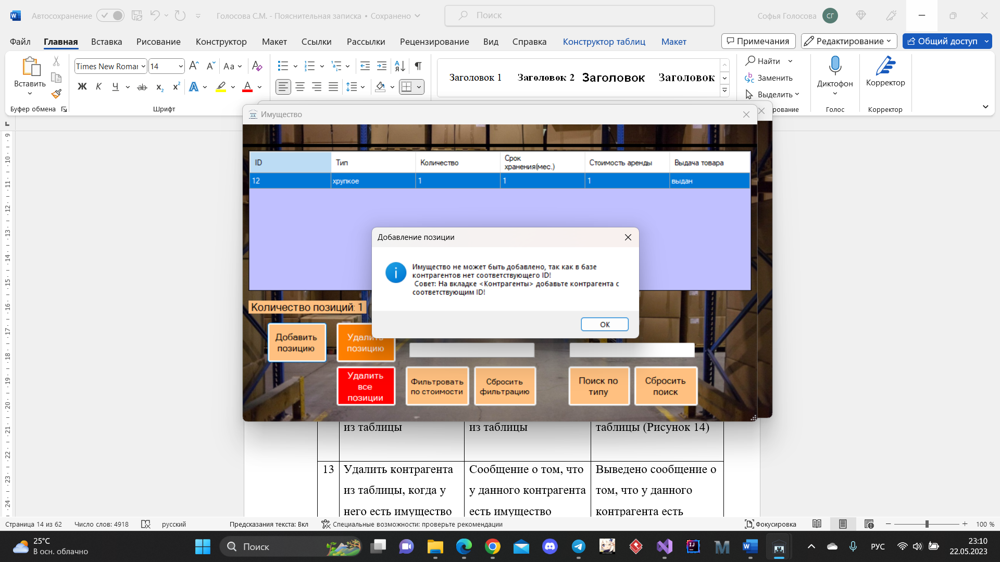 Автосохранение
Голосова С.М. - Пояснительная записка • Сохранено
Поиск
Софья Голосова
СГ
Файл
Главная
Вставка
Рисование
Конструктор
Макет
Ссылки
Рассылки
Рецензирование
Вид
Справка
Конструктор таблиц
Макет
Примечания
Редактирование
Общий доступ
Вставить
Буфер обмена
Times New Roman
14
Шрифт
Заголовок 1
Заголовок 2
Заголовок
Заголовок
Найти
Заменить
Выделить
рование
Диктофон
Голос
Корректор
Корректор
Имущество
ID
Тип
Количество
Срок
хранения(мес.)
Стоимость аренды
Выдача товара
12
хрупкое
1
1
1
выдан
Добавление позиции
Имущество не может быть добавлено, так как в базе
контрагентов нет соответствующего ID!
Совет: На вкладке <Контрагенты> добавьте контрагента с
соответствующим ID!
ОК
Количество позиций: 1
Добавить
позицию
Удалить
позицию
Удалить
все
позиции
Фильтровать
по стоимости
Сбросить
фильтрацию
Поиск по
типу
Сбросить
поиск
из таблицы
из таблицы
таблицы (Рисунок 14)
13
Удалить контрагента
из таблицы, когда у
него есть имущество
Сообщение о том, что
у данного контрагента
есть имущество
Выведено сообщение о
том, что у данного
контрагента есть
Страница 14 из 62
Число слов: 4918
русский
Предсказания текста: Вкл
Специальные возможности: проверьте рекомендации
Фокусировка
100 %
25°C
В осн. облачно
Поиск
РУС
23:10
22.05.2023